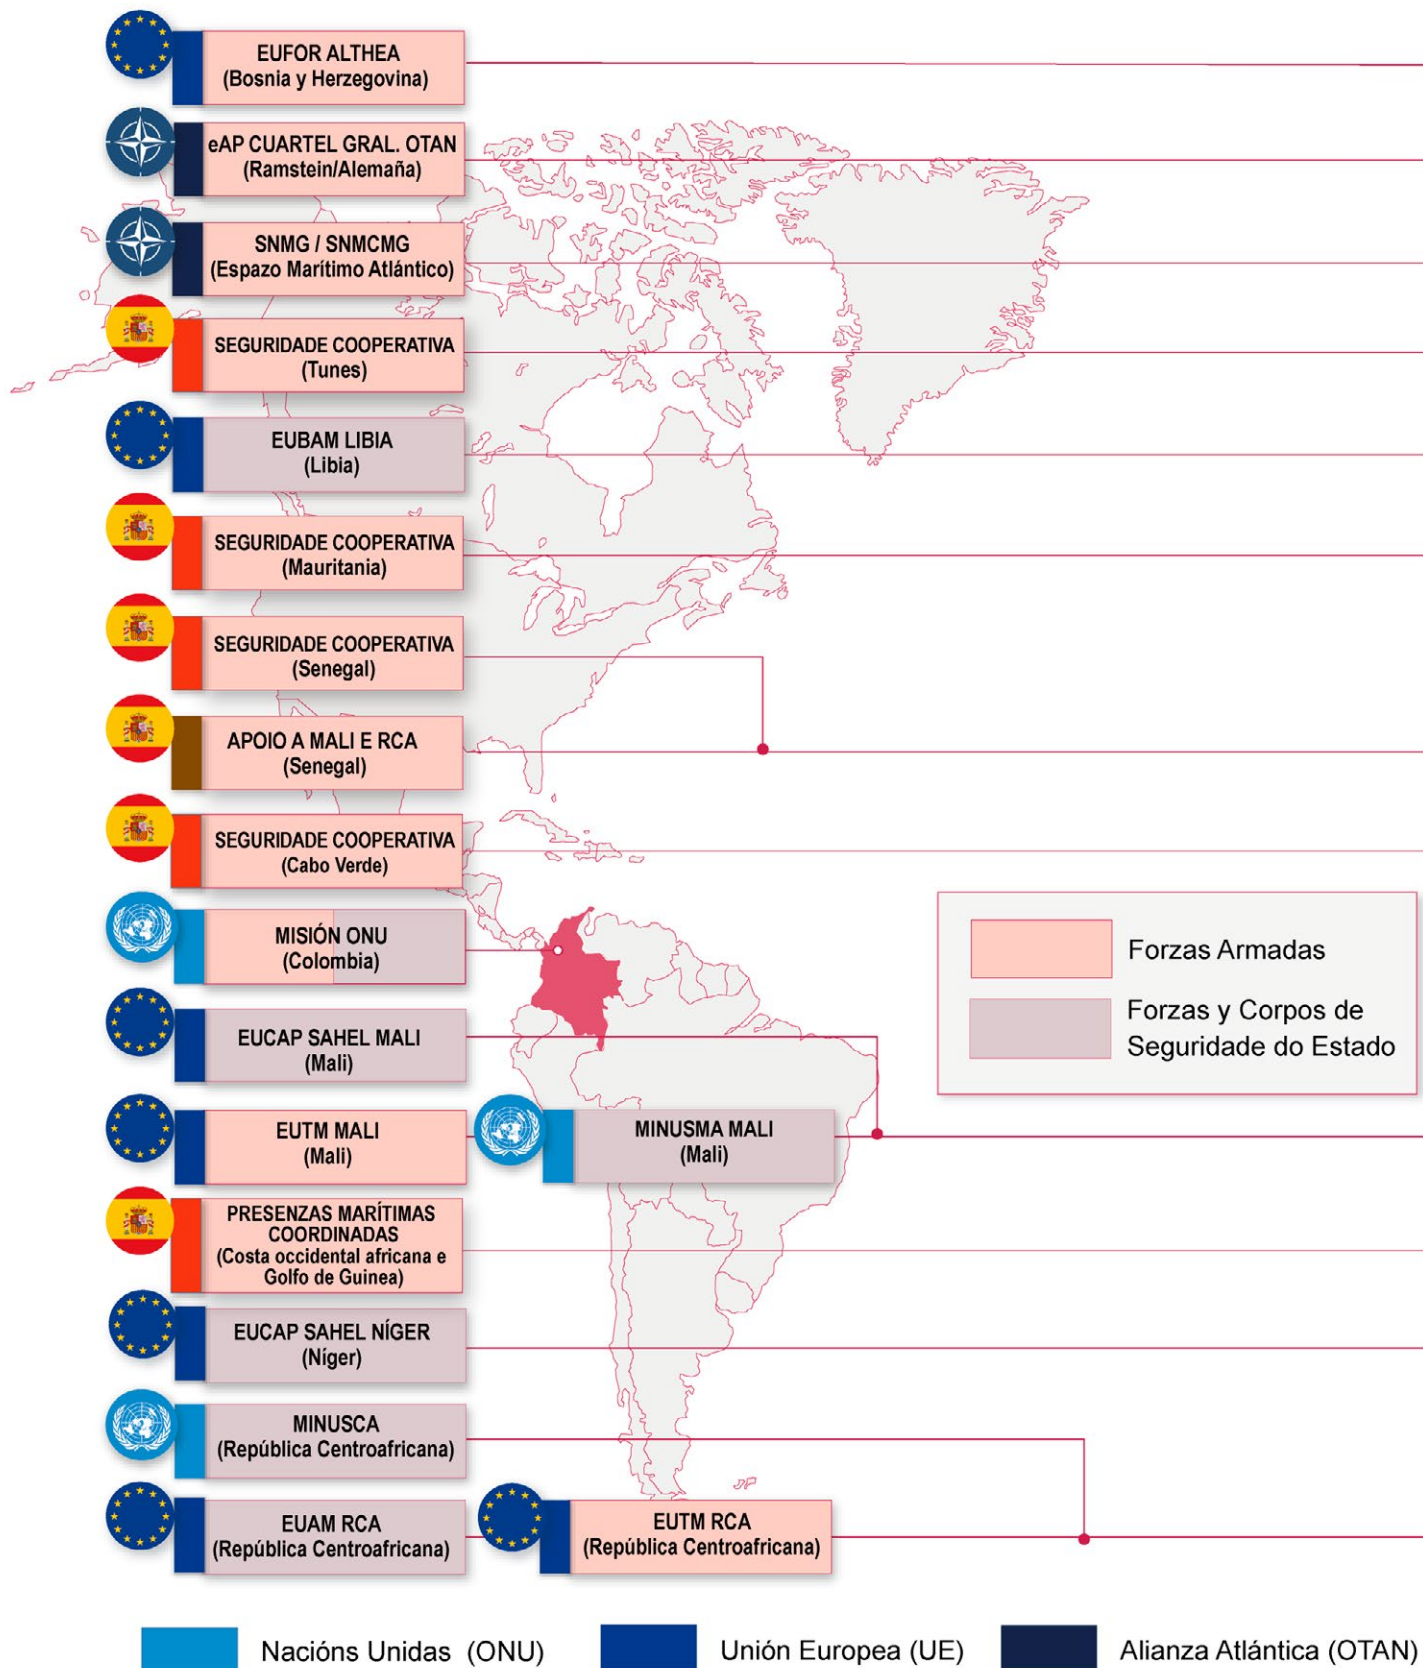 EUFOR ALTHEA
(Bosnia y Herzegovina)
eAP CUARTEL GRAL. OTAN
(Ramstein/Alemaña)
SNMG / SNMCMG
(Espazo Marítimo Atlántico)
SEGURIDADE COOPERATIVA
(Tunes)
EUBAM LIBIA
(Libia)
SEGURIDADE COOPERATIVA
(Mauritania)
SEGURIDADE COOPERATIVA
(Senegal)
APOIO A MALI E RCA
(Senegal)
SEGURIDADE COOPERATIVA
(Cabo Verde)
MISIÓN ONU
(Colombia)
Forzas Armadas
Forzas y Corpos de
Seguridade do Estado
EUCAP SAHEL MALI
(Mali)
EUTM MALI
(Mali)
MINUSMA MALI
(Mali)
PRESENZAS MARÍTIMAS
COORDINADAS
(Costa occidental africana e
Golfo de Guinea)
EUCAP SAHEL NÍGER
(Níger)
MINUSCA
(República Centroafricana)
EUAM RCA
(República Centroafricana)
EUTM RCA
(República Centroafricana)
Nacións Unidas (ONU)
Unión Europea (UE)
Alianza Atlántica (OTAN)